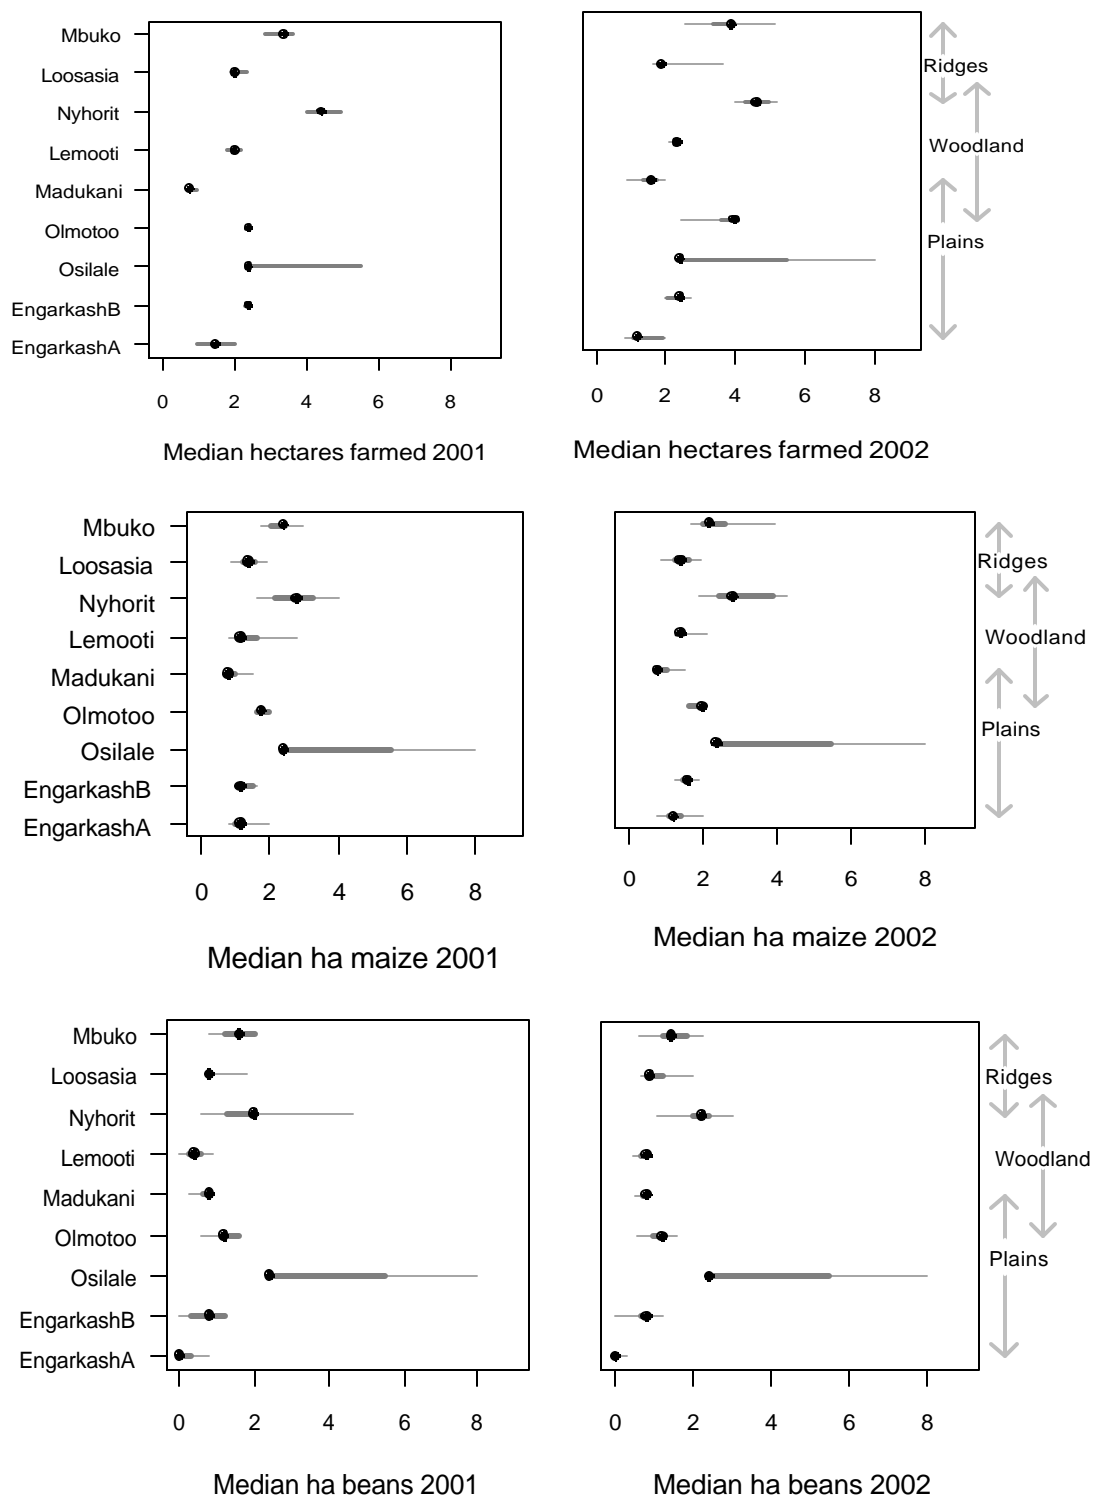 Mbuko
Loosasia
Nyhorit
Lemooti
Madukani
Olmotoo
Osilale
EngarkashB
EngarkashA
0 2 4 6 8
Median hectares farmed 2001
Ridges
Woodland
Plains
0 2 4 6 8
Median hectares farmed 2002
Mbuko
Loosasia
Nyhorit
Lemooti
Madukani
Olmotoo
Osilale
EngarkashB
EngarkashA
0 2 4 6 8
Median ha maize 2001
Ridges
Woodland
Plains
0 2 4 6 8
Median ha maize 2002
Mbuko
Loosasia
Nyhorit
Lemooti
Madukani
Olmotoo
Osilale
EngarkashB
EngarkashA
0 2 4 6 8
Median ha beans 2001
Ridges
Woodland
Plains
0 2 4 6 8
Median ha beans 2002